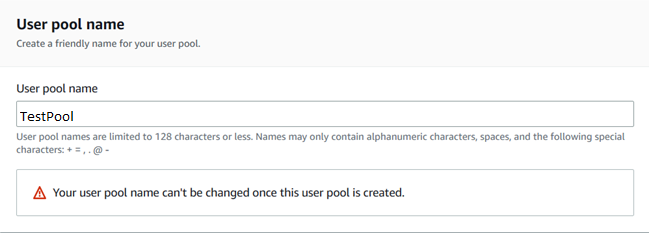 User pool name
Create a friendly name for your user pool.
User pool name
TestPool
User pool names are limited to 128 characters or less. Names may only contain alphanumeric characters, spaces, and the following special
characters: + = , . @ -
Your user pool name can't be changed once this user pool is created.